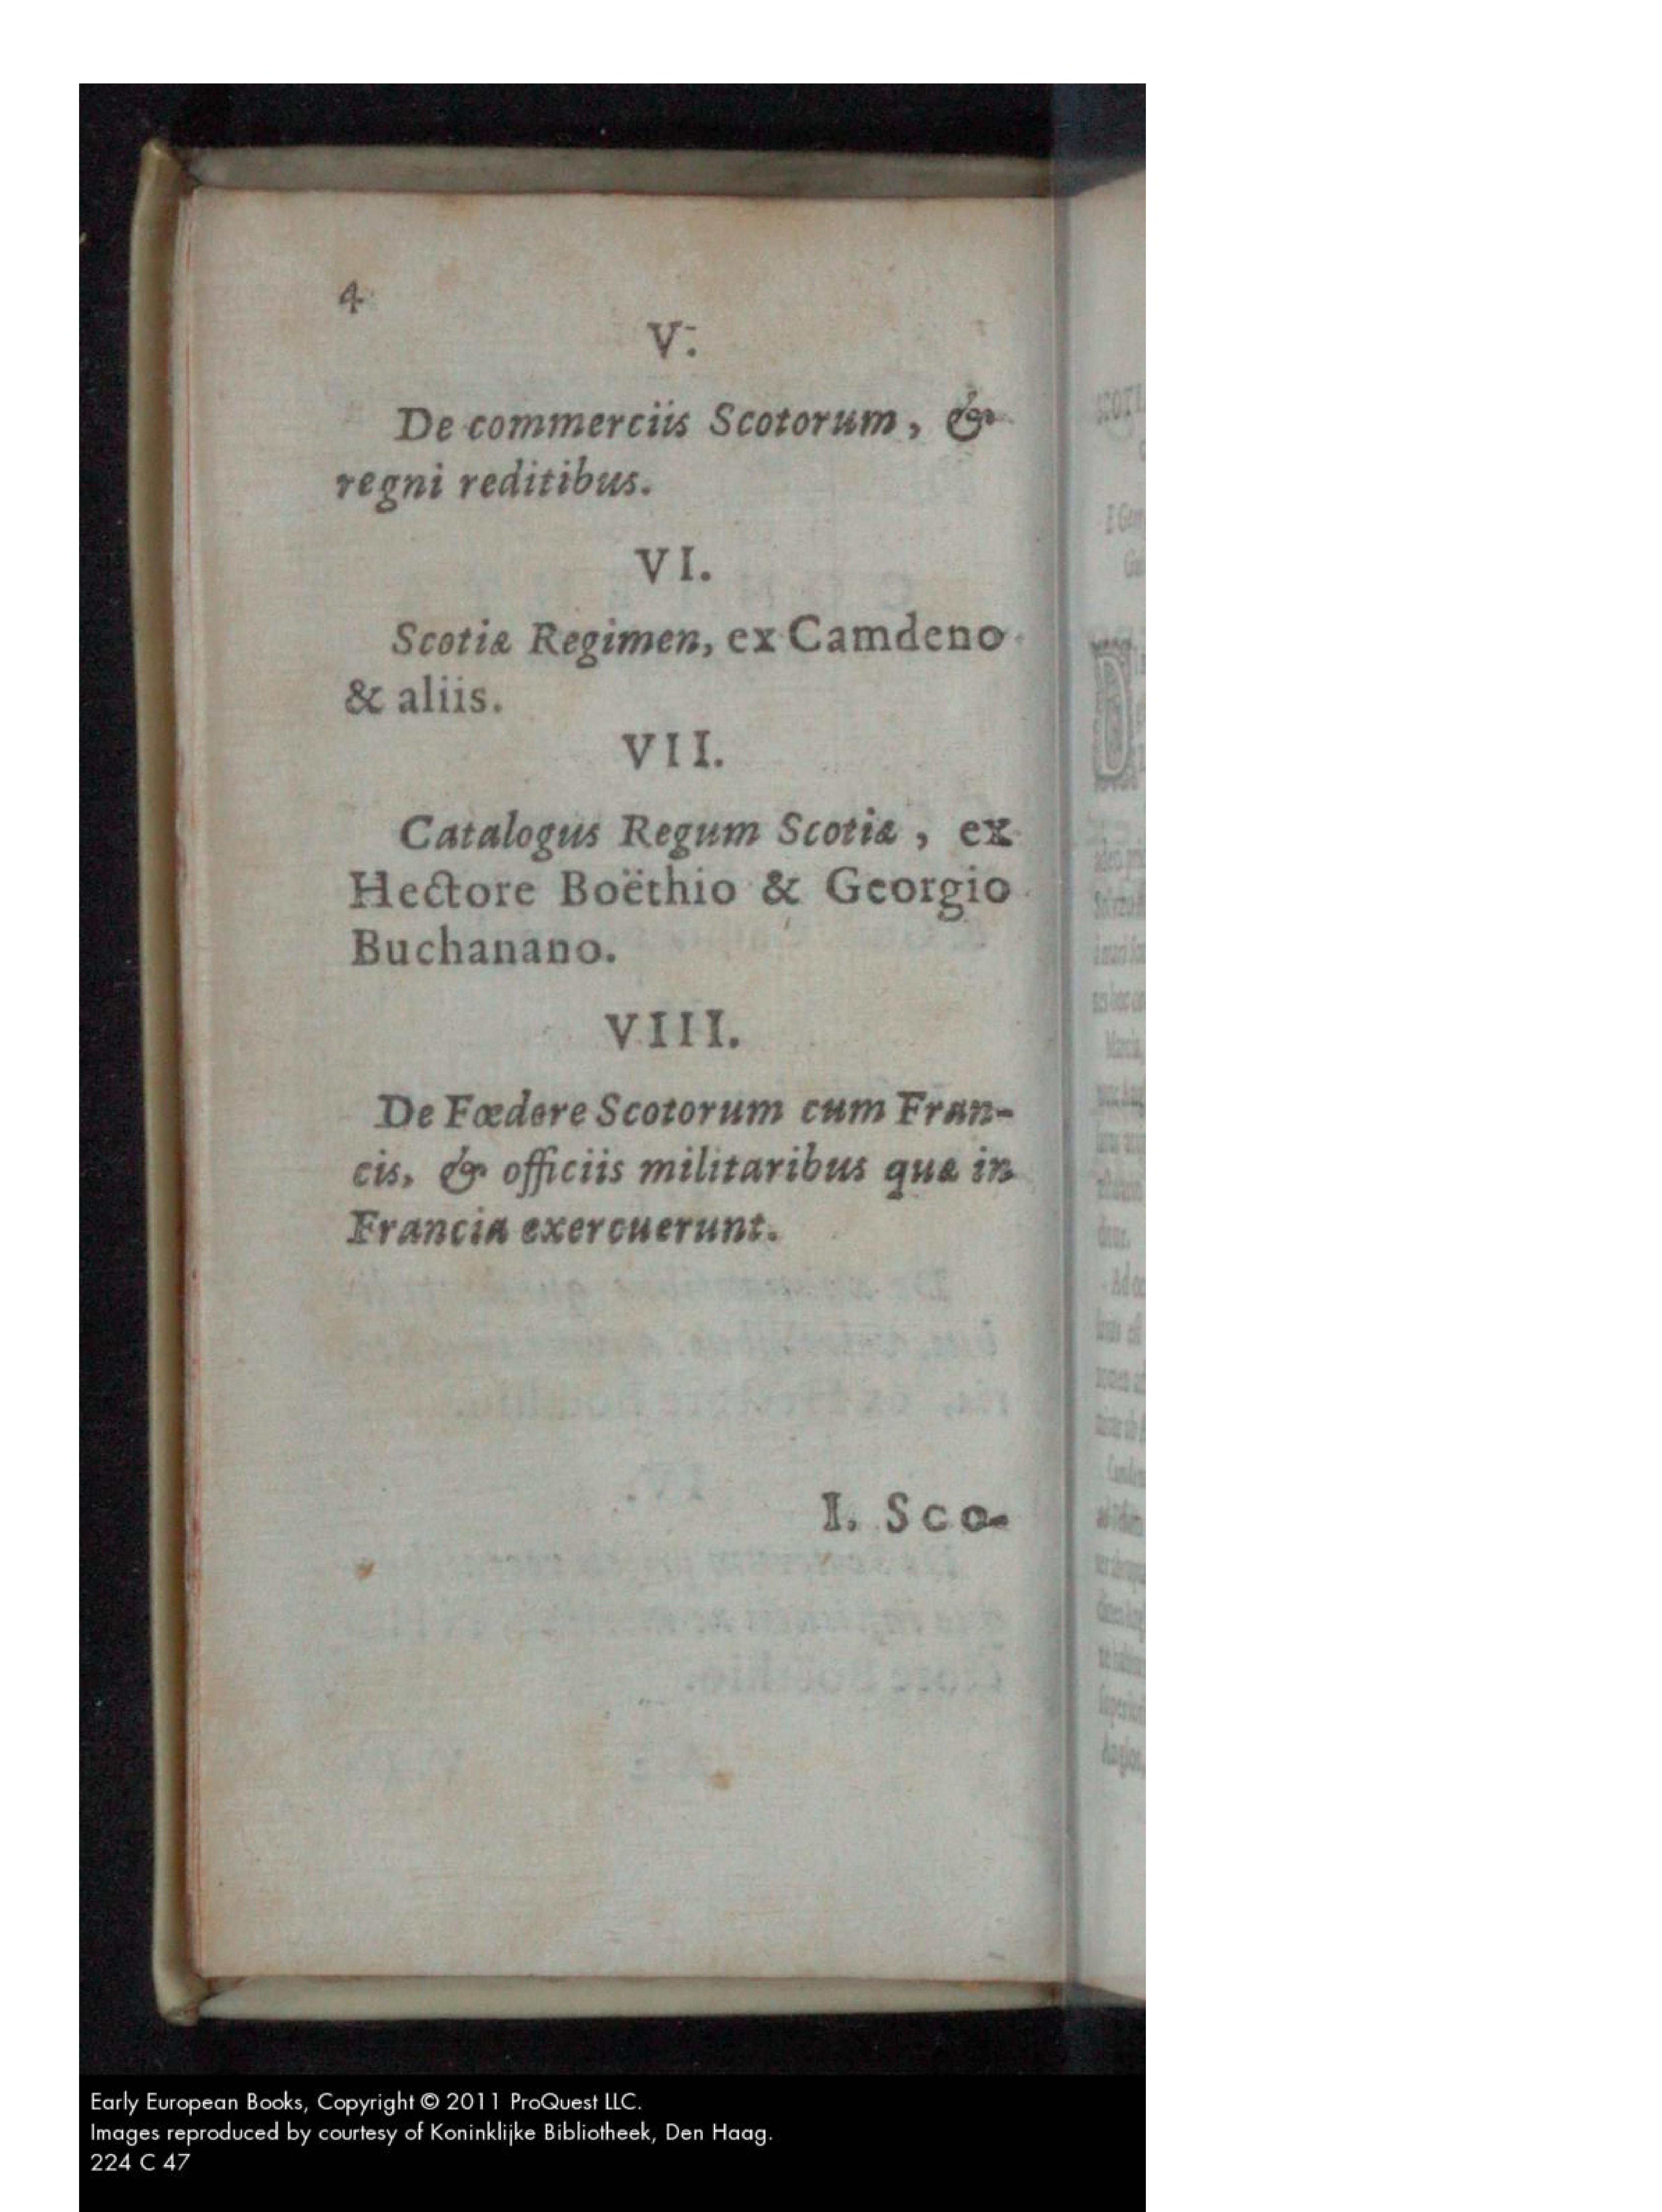 4
V.
De commerciis Scotorum, &
regni reditibus.
VI.
Scotiæ Regimen, ex Camdeno
& aliis.
VII.
Catalogus Regum Scotiæ, ex
Hectore Boëthio & Georgio
Buchanano.
VIII.
De Fœdere Scotorum cum Fran-
cis, & officiis militaribus quæ in
Francia exercuerunt.
I. Sco-
Early European Books, Copyright © 2011 ProQuest LLC.
Images reproduced by courtesy of Koninklijke Bibliotheek, Den Haag.
224 C 47